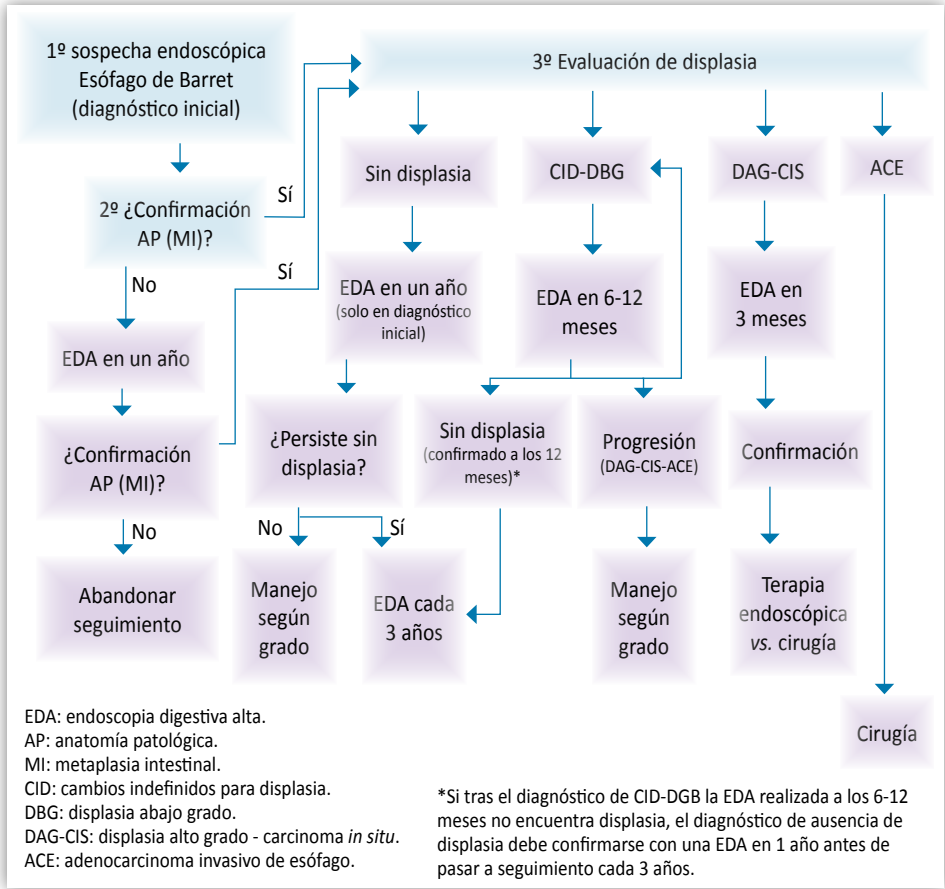 1º sospecha endoscópica
Esófago de Barret
(diagnóstico inicial)
3º Evaluación de displasia
2º ¿Confirmación
AP (MI)?
Sí
Sin displasia
CID-DBG
DAG-CIS
ACE
No
Sí
EDA en un año
(solo en diagnóstico
inicial)
EDA en 6-12
meses
EDA en
3 meses
EDA en un año
¿Confirmación
AP (MI)?
¿Persiste sin
displasia?
Sin displasia
(confirmado a los 12
meses)*
Progresión
(DAG-CIS-ACE)
Confirmación
No
No
Sí
Abandonar
seguimiento
Manejo
según
grado
EDA cada
3 años
Manejo
según
grado
Terapia
endoscópica
vs. cirugía
Cirugía
EDA: endoscopia digestiva alta.
AP: anatomía patológica.
MI: metaplasia intestinal.
CID: cambios indefinidos para displasia.
DBG: displasia abajo grado.
DAG-CIS: displasia alto grado - carcinoma in situ.
ACE: adenocarcinoma invasivo de esófago.
*Si tras el diagnóstico de CID-DGB la EDA realizada a los 6-12
meses no encuentra displasia, el diagnóstico de ausencia de
displasia debe confirmarse con una EDA en 1 año antes de
pasar a seguimiento cada 3 años.